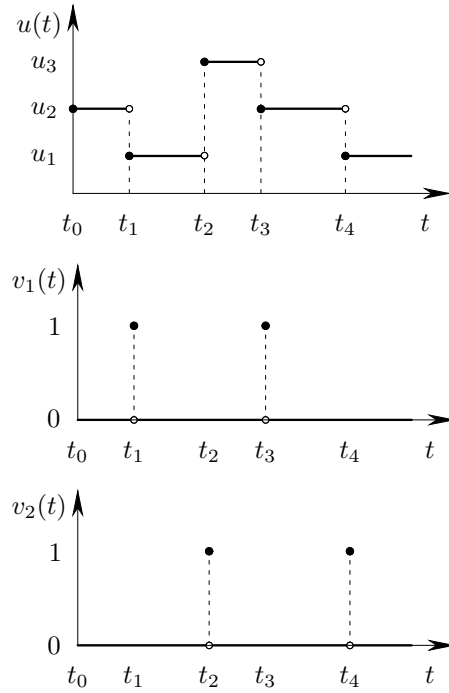 u(t)
u₃
u₂
u₁
t₀ t₁ t₂ t₃ t₄ t
v₁(t)
1
0
t₀ t₁ t₂ t₃ t₄ t
v₂(t)
1
0
t₀ t₁ t₂ t₃ t₄ t